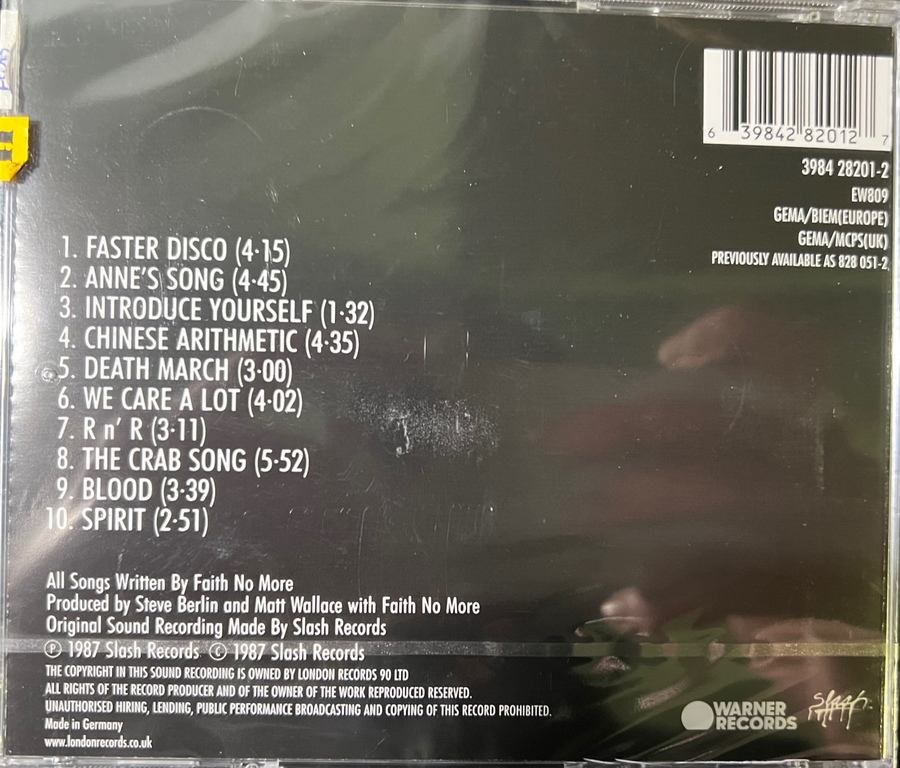 6 39842 82012 7
3984 28201-2
EW809
GEMA/BIEM(EUROPE)
GEMA/MCPS(UK)
PREVIOUSLY AVAILABLE AS 828 051-2
1. FASTER DISCO (4·15)
2. ANNE'S SONG (4·45)
3. INTRODUCE YOURSELF (1·32)
4. CHINESE ARITHMETIC (4·35)
5. DEATH MARCH (3·00)
6. WE CARE A LOT (4·02)
7. R n' R (3·11)
8. THE CRAB SONG (5·52)
9. BLOOD (3·39)
10. SPIRIT (2·51)
All Songs Written By Faith No More
Produced by Steve Berlin and Matt Wallace with Faith No More
Original Sound Recording Made By Slash Records
℗ 1987 Slash Records © 1987 Slash Records
THE COPYRIGHT IN THIS SOUND RECORDING IS OWNED BY LONDON RECORDS 90 LTD
ALL RIGHTS OF THE RECORD PRODUCER AND OF THE OWNER OF THE WORK REPRODUCED RESERVED.
UNAUTHORISED HIRING, LENDING, PUBLIC PERFORMANCE BROADCASTING AND COPYING OF THIS RECORD PROHIBITED.
Made in Germany
www.londonrecords.co.uk
WARNER
RECORDS
slash